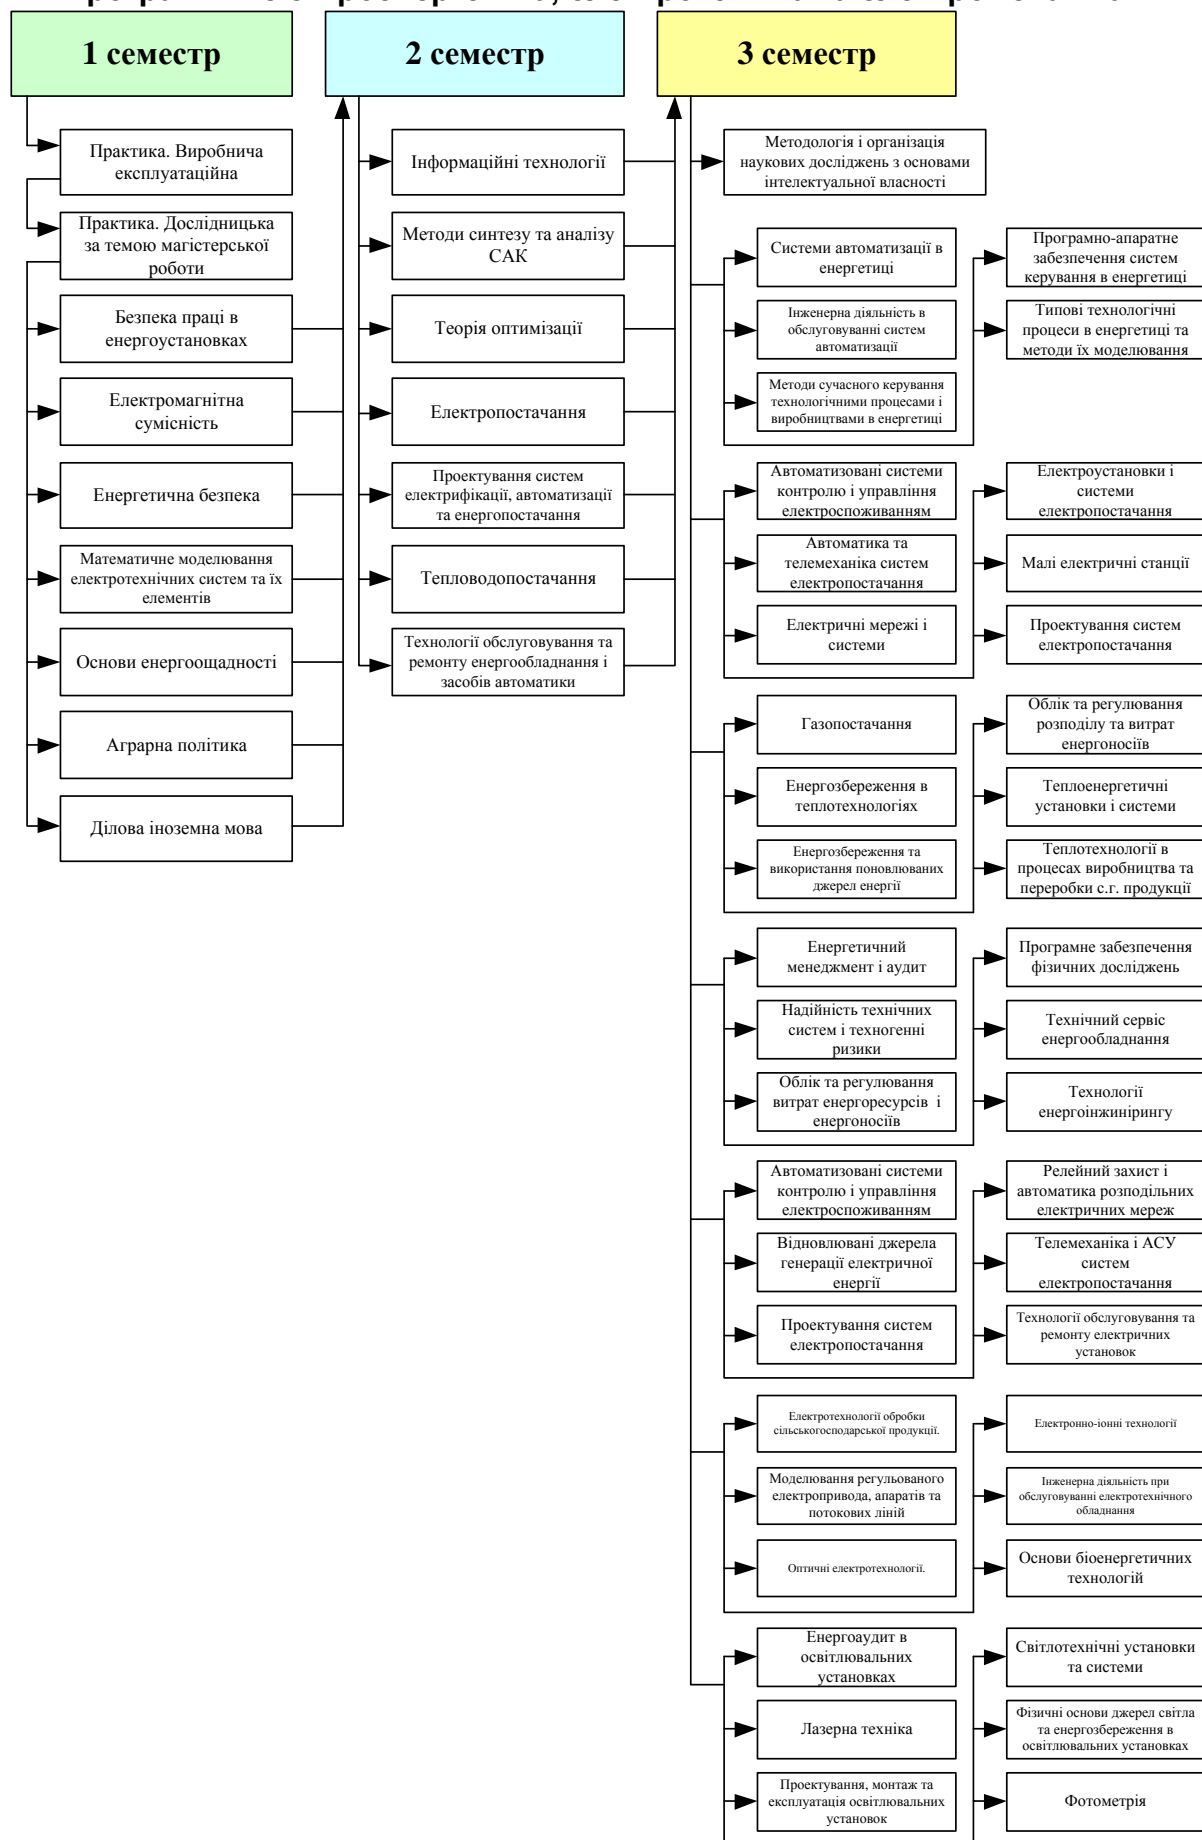 1 семестр
2 семестр
3 семестр
Практика. Виробнича
експлуатаційна
Практика. Дослідницька
за темою магістерської
роботи
Безпека праці в
енергоустановках
Електромагнітна
сумісність
Енергетична безпека
Математичне моделювання
електротехнічних систем та їх
елементів
Основи енергоощадності
Аграрна політика
Ділова іноземна мова
Інформаційні технології
Методи синтезу та аналізу
САК
Теорія оптимізації
Електропостачання
Проектування систем
електрифікації, автоматизації
та енергопостачання
Тепловодопостачання
Технології обслуговування та
ремонту енергообладнання і
засобів автоматики
Методологія і організація
наукових досліджень з основами
інтелектуальної власності
Системи автоматизації в
енергетиці
Інженерна діяльність в
обслуговуванні систем
автоматизації
Методи сучасного керування
технологічними процесами і
виробництвами в енергетиці
Програмно-апаратне
забезпечення систем
керування в енергетиці
Типові технологічні
процеси в енергетиці та
методи їх моделювання
Автоматизовані системи
контролю і управління
електроспоживанням
Автоматика та
телемеханіка систем
електропостачання
Електричні мережі і
системи
Електроустановки і
системи
електропостачання
Малі електричні станції
Проектування систем
електропостачання
Газопостачання
Енергозбереження в
теплотехнологіях
Енергозбереження та
використання поновлюваних
джерел енергії
Облік та регулювання
розподілу та витрат
енергоносіїв
Теплоенергетичні
установки і системи
Теплотехнології в
процесах виробництва та
переробки с.г. продукції
Енергетичний
менеджмент і аудит
Надійність технічних
систем і техногенні
ризики
Облік та регулювання
витрат енергоресурсів і
енергоносіїв
Програмне забезпечення
фізичних досліджень
Технічний сервіс
енергообладнання
Технології
енергоінжинірингу
Автоматизовані системи
контролю і управління
електроспоживанням
Відновлювані джерела
генерації електричної
енергії
Проектування систем
електропостачання
Релейний захист і
автоматика розподільних
електричних мереж
Телемеханіка і АСУ
систем
електропостачання
Технології обслуговування та
ремонту електричних
установок
Електротехнології обробки
сільськогосподарської продукції.
Моделювання регульованого
електропривода, апаратів та
потокових ліній
Оптичні електротехнології.
Електронно-іонні технології
Інженерна діяльність при
обслуговуванні електротехнічного
обладнання
Основи біоенергетичних
технологій
Енергоаудит в
освітлювальних
установках
Лазерна техніка
Проектування, монтаж та
експлуатація освітлювальних
установок
Світлотехнічні установки
та системи
Фізичні основи джерел світла
та енергозбереження в
освітлювальних установках
Фотометрія